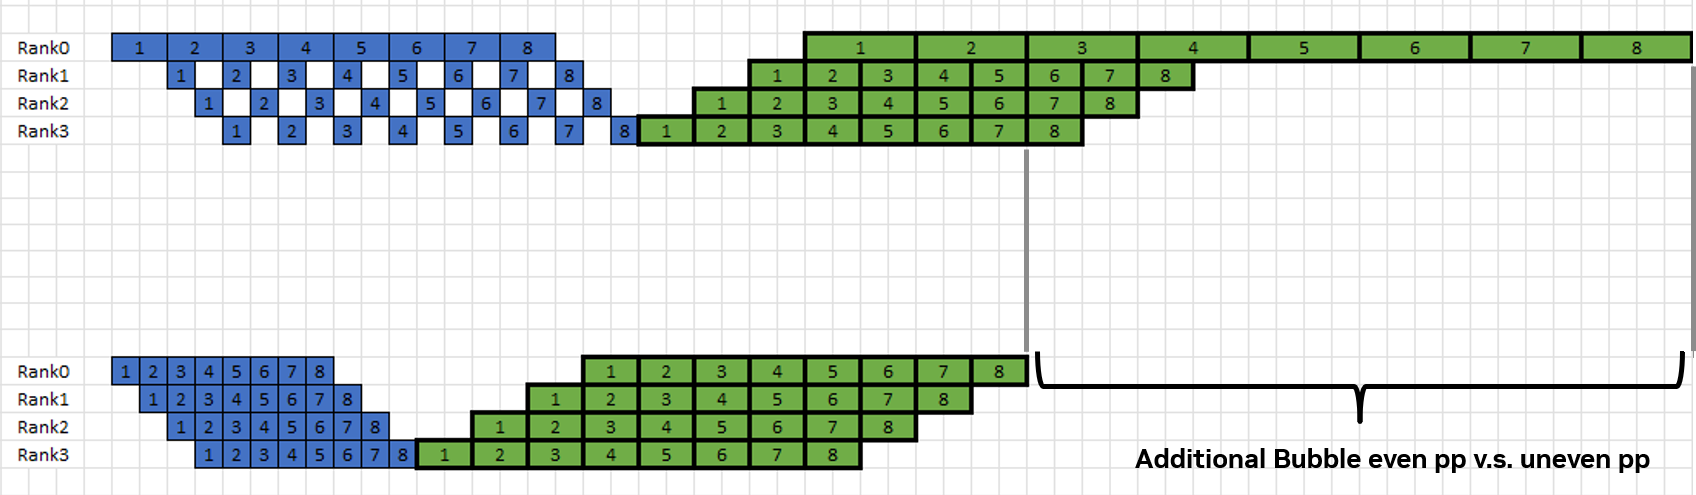 Rank0 1 2 3 4 5 6 7 8 1 2 3 4 5 6 7 8
Rank1 1 2 3 4 5 6 7 8 1 2 3 4 5 6 7 8
Rank2 1 2 3 4 5 6 7 8 1 2 3 4 5 6 7 8
Rank3 1 2 3 4 5 6 7 8 1 2 3 4 5 6 7 8
Rank0 1 2 3 4 5 6 7 8 1 2 3 4 5 6 7 8
Rank1 1 2 3 4 5 6 7 8 1 2 3 4 5 6 7 8
Rank2 1 2 3 4 5 6 7 8 1 2 3 4 5 6 7 8
Rank3 1 2 3 4 5 6 7 8 1 2 3 4 5 6 7 8
Additional Bubble even pp v.s. uneven pp